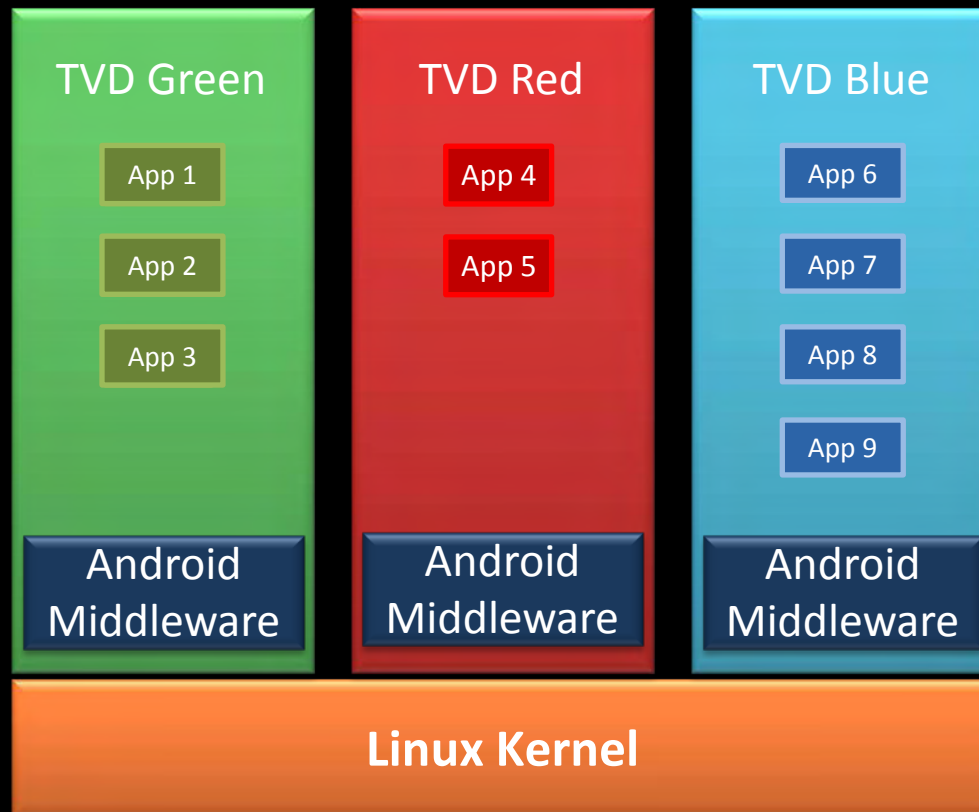 TVD Green
App 1
App 2
App 3
Android
Middleware
TVD Red
App 4
App 5
Android
Middleware
TVD Blue
App 6
App 7
App 8
App 9
Android
Middleware
Linux Kernel